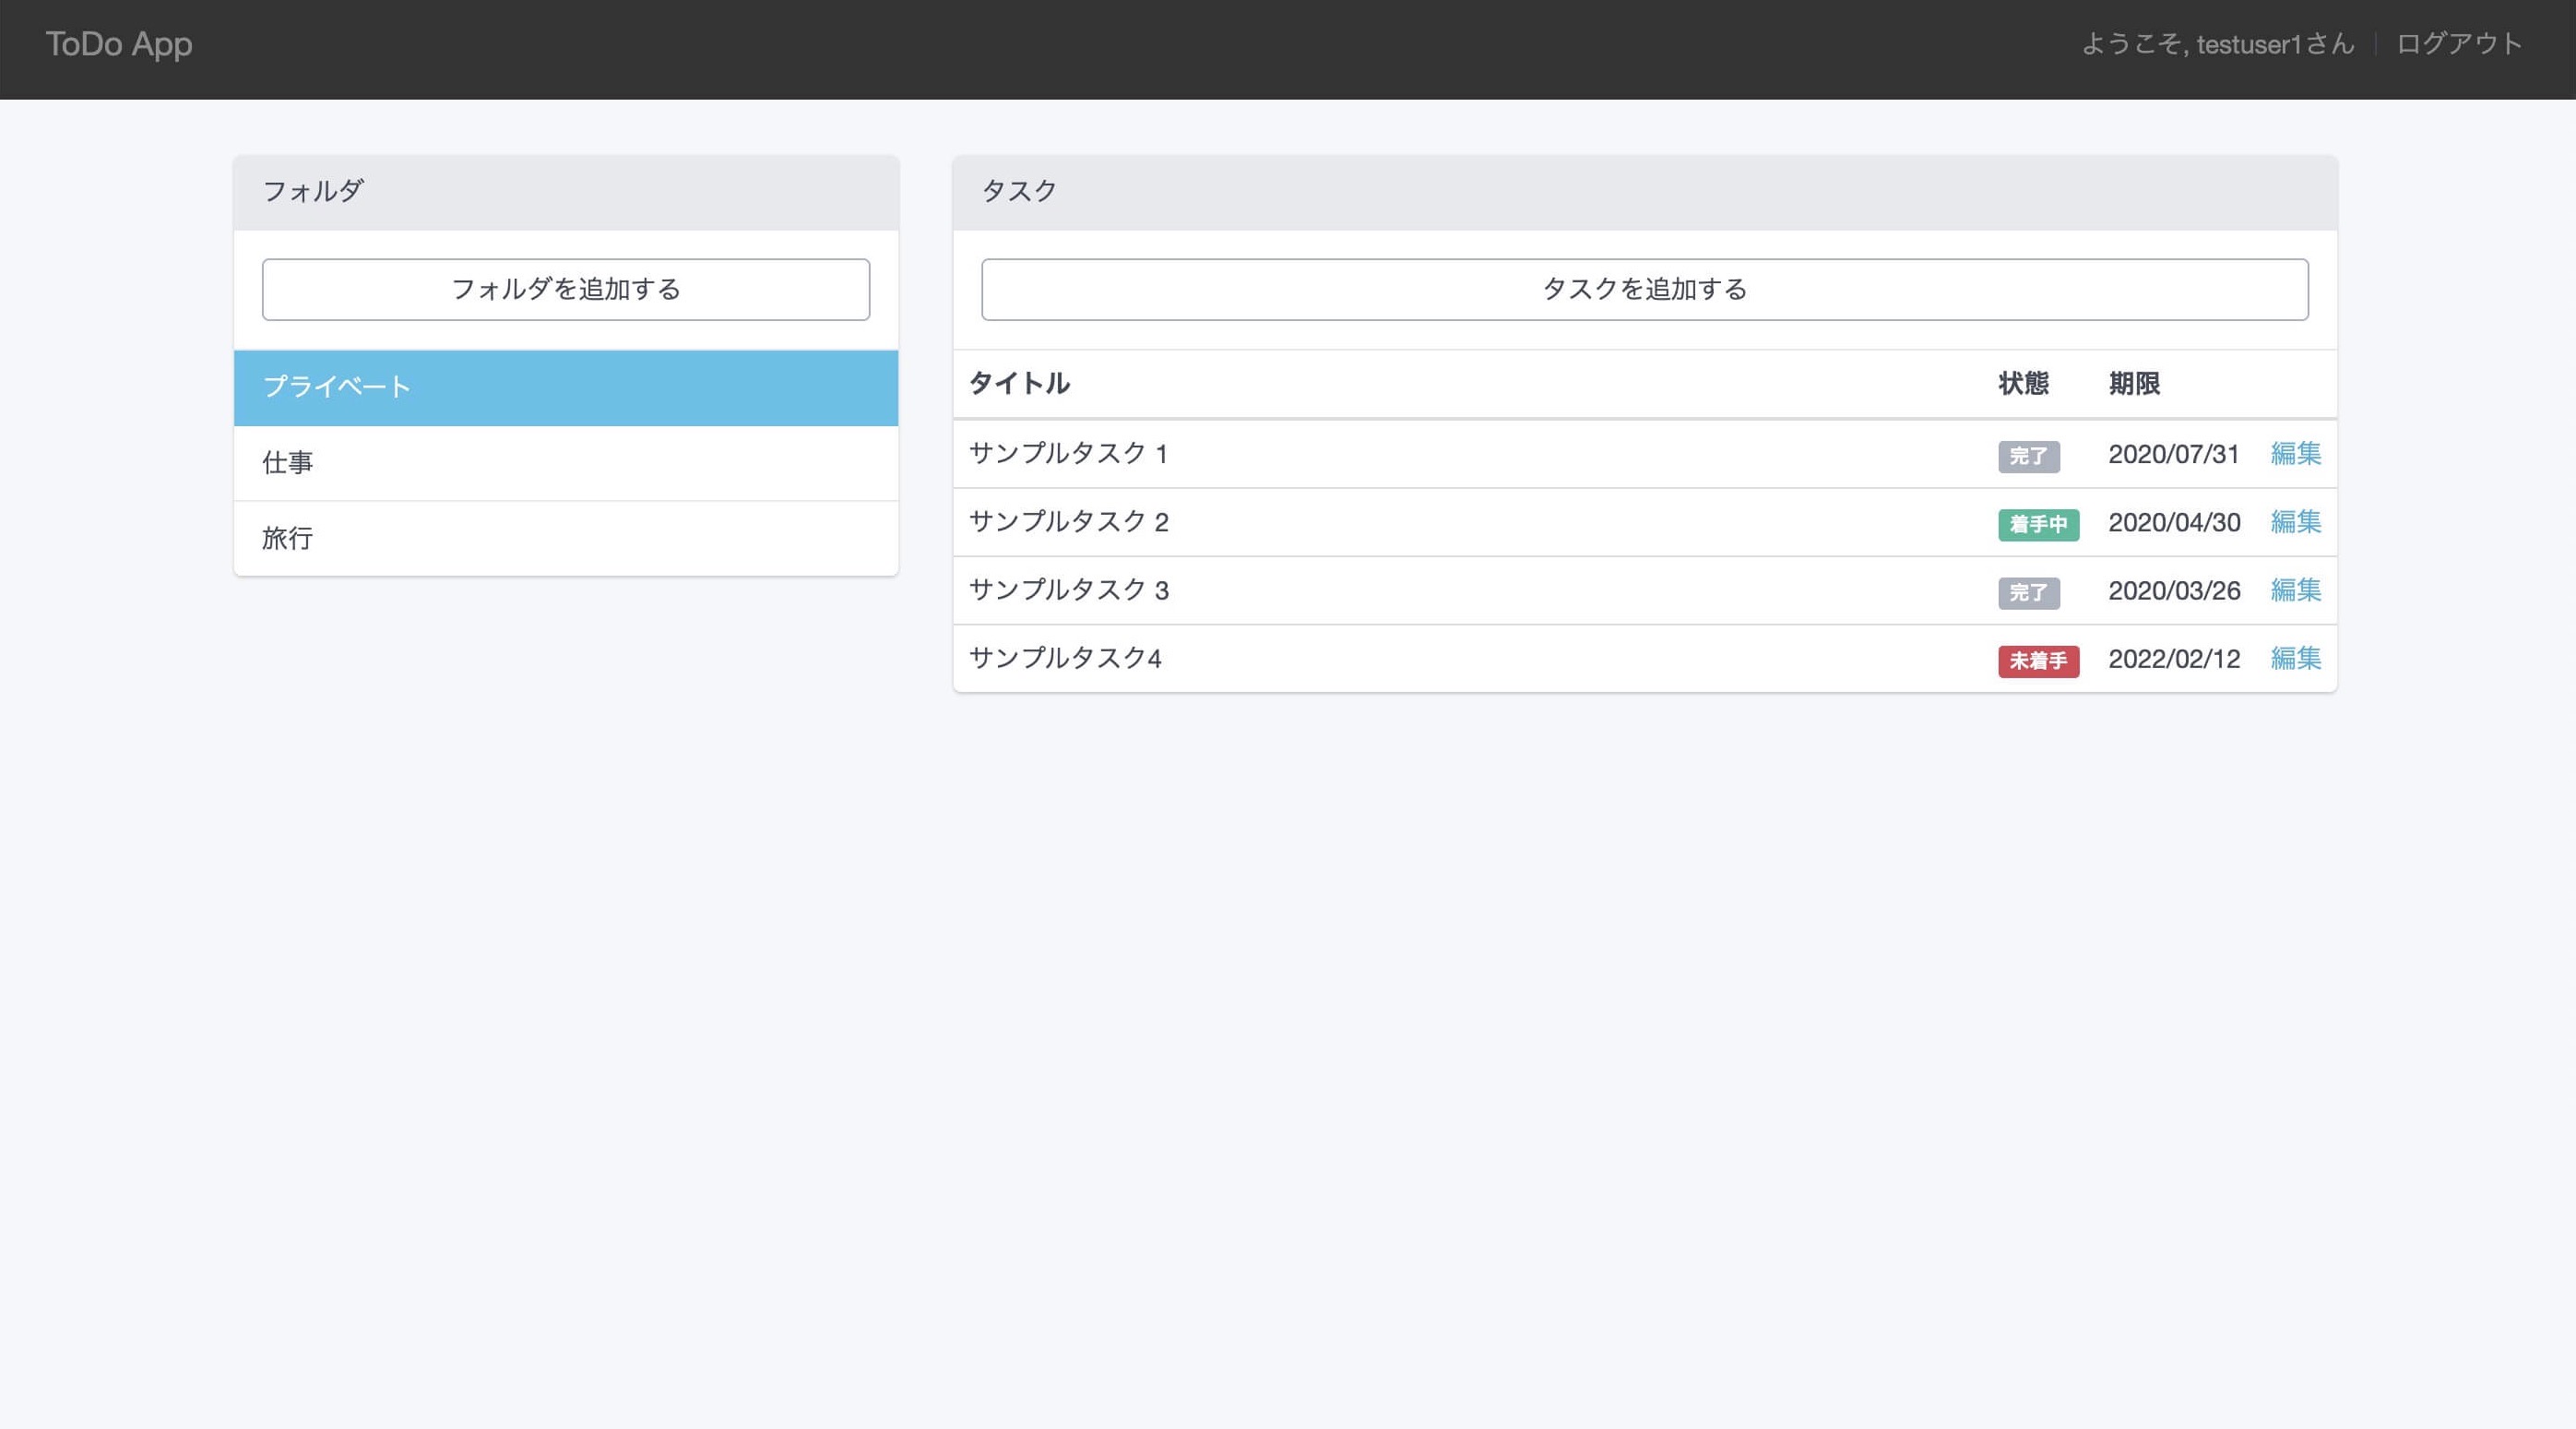 ToDo App
ようこそ, testuser1さん ログアウト
フォルダ
フォルダを追加する
プライベート
仕事
旅行
タスク
タスクを追加する
タイトル 状態 期限
サンプルタスク 1 完了 2020/07/31 編集
サンプルタスク 2 着手中 2020/04/30 編集
サンプルタスク 3 完了 2020/03/26 編集
サンプルタスク4 未着手 2022/02/12 編集